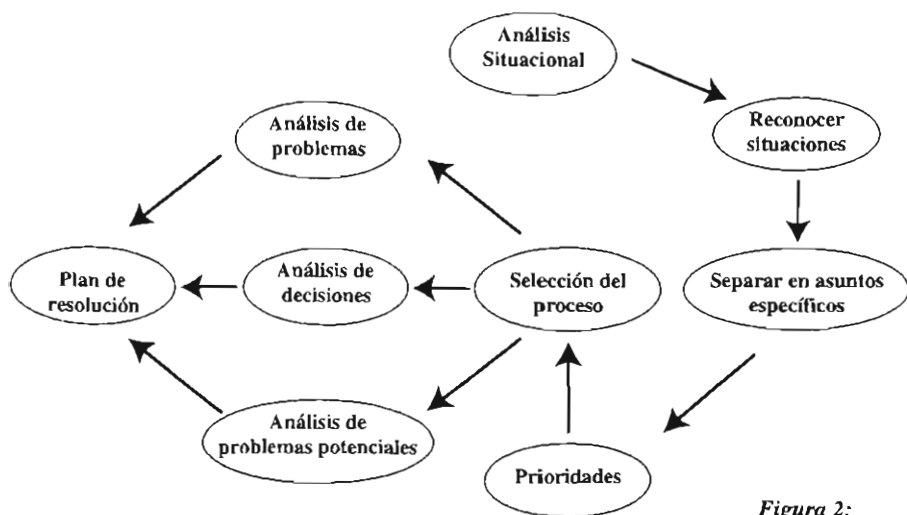 Análisis
Situacional
Reconocer
situaciones
Separar en asuntos
específicos
Prioridades
Selección del
proceso
Análisis de
problemas
Análisis de
decisiones
Análisis de
problemas potenciales
Plan de
resolución
Figura 2: